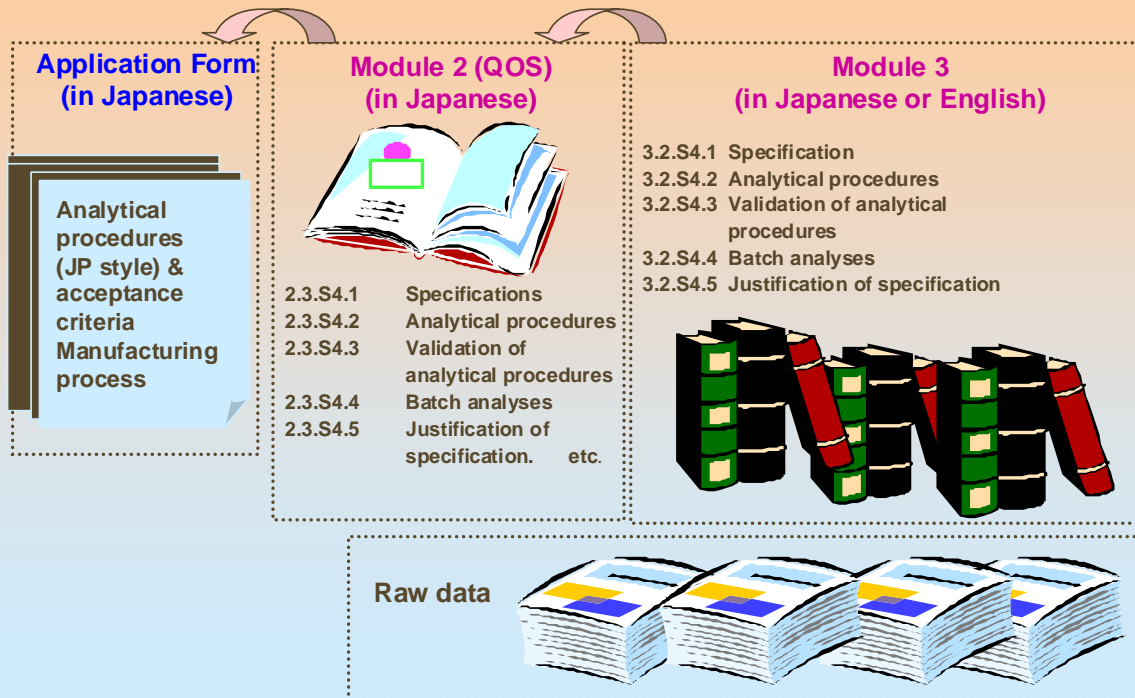 Application Form
(in Japanese)
Analytical
procedures
(JP style) &
acceptance
criteria
Manufacturing
process
Module 2 (QOS)
(in Japanese)
2.3.S4.1 Specifications
2.3.S4.2 Analytical procedures
2.3.S4.3 Validation of
analytical procedures
2.3.S4.4 Batch analyses
2.3.S4.5 Justification of
specification. etc.
Module 3
(in Japanese or English)
3.2.S4.1 Specification
3.2.S4.2 Analytical procedures
3.2.S4.3 Validation of analytical
procedures
3.2.S4.4 Batch analyses
3.2.S4.5 Justification of specification
Raw data